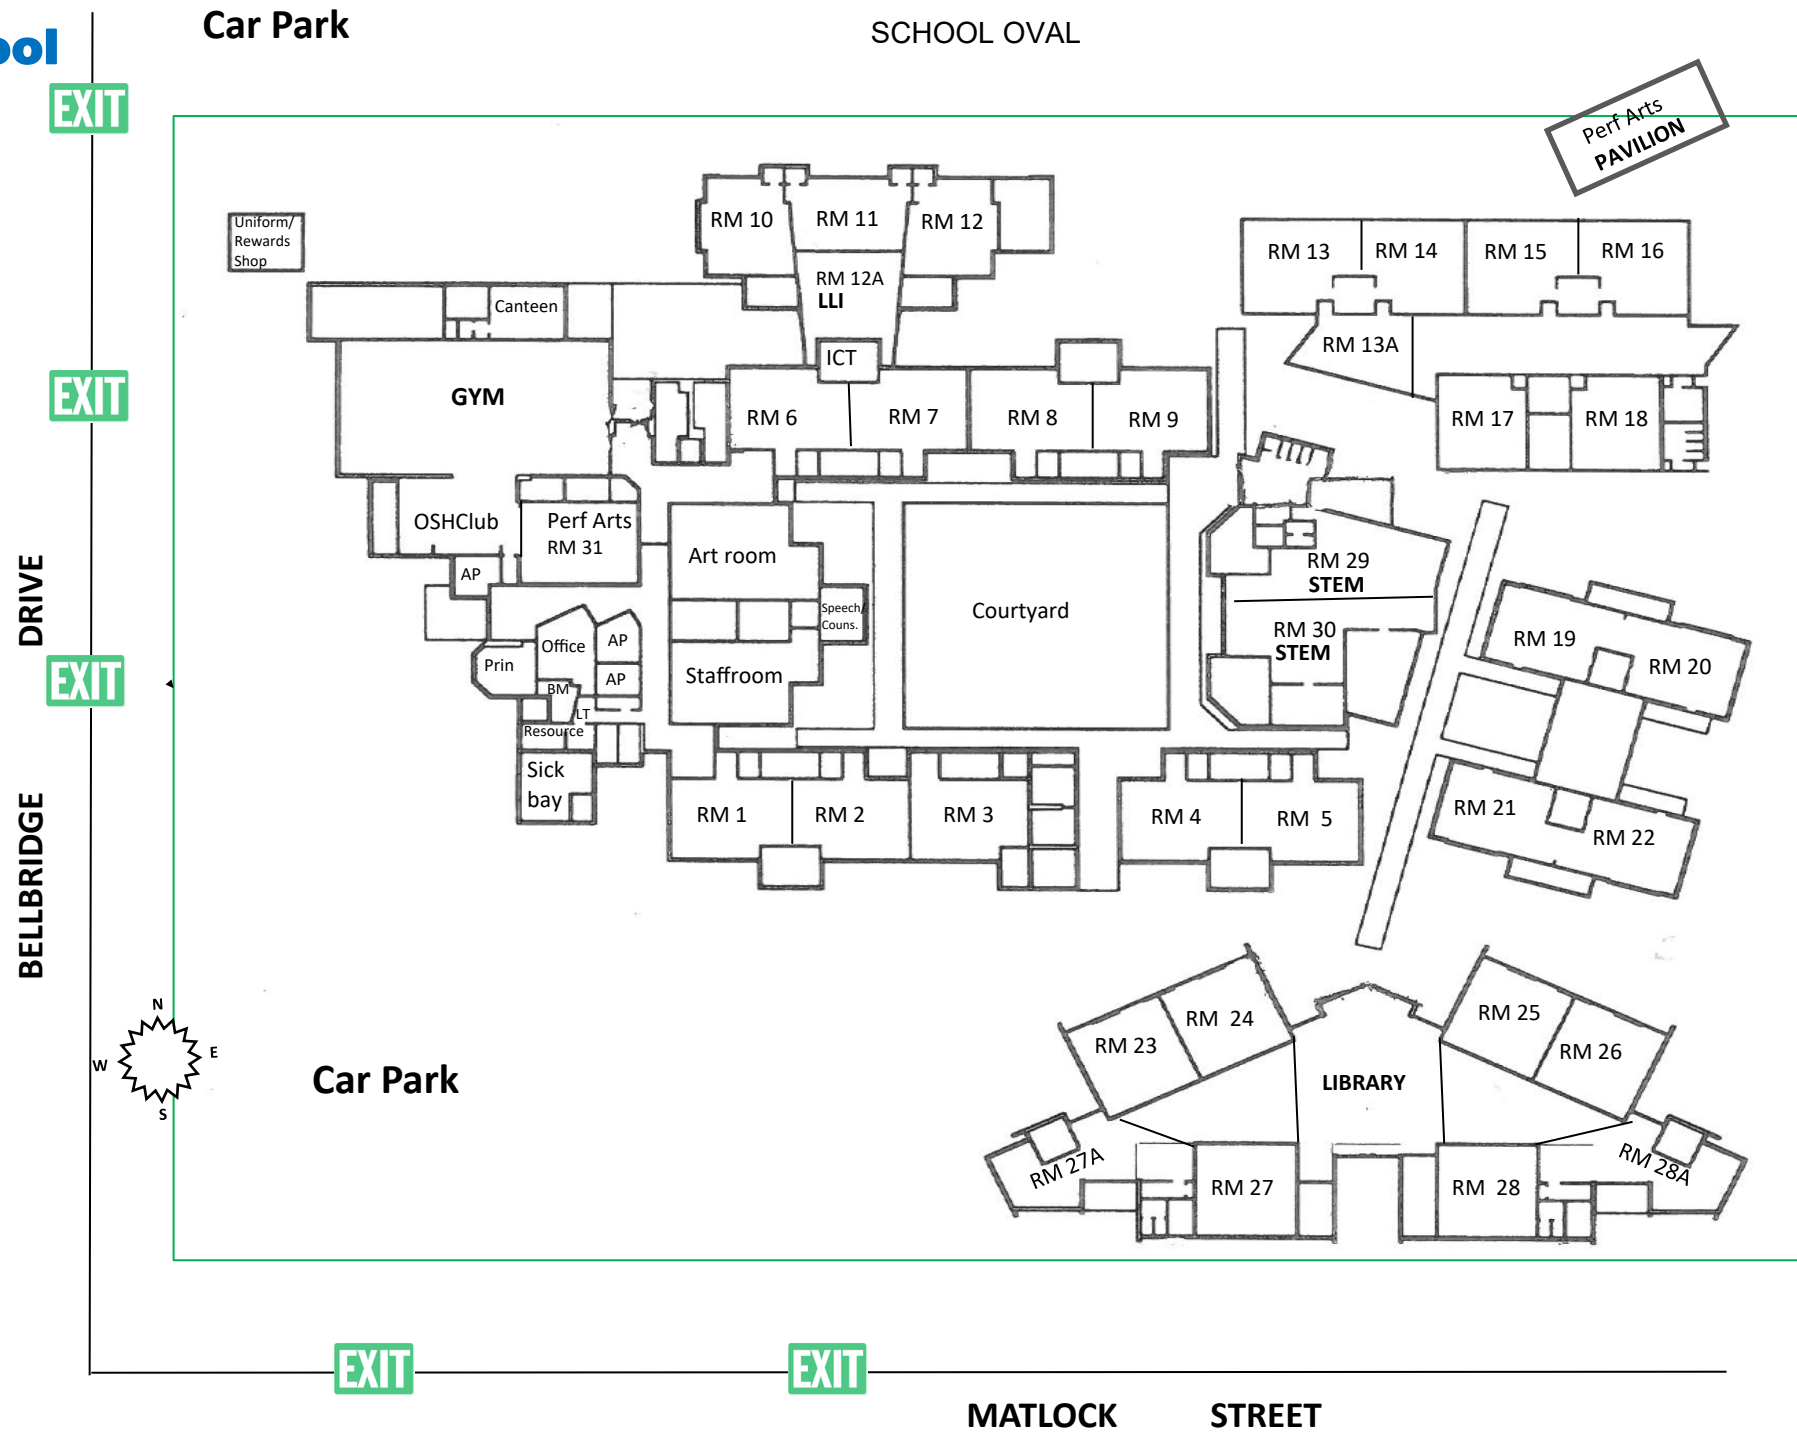 Car Park
SCHOOL OVAL
ool
EXIT
Perf Arts
PAVILION
Uniform/
Rewards
Shop
RM 10
RM 11
RM 12
RM 12A
LLI
RM 13
RM 14
RM 15
RM 16
Canteen
RM 13A
ICT
EXIT
GYM
RM 6
RM 7
RM 8
RM 9
RM 17
RM 18
OSHClub
Perf Arts
RM 31
Art room
AP
Speech/
Couns.
Courtyard
RM 29
STEM
RM 30
STEM
RM 19
RM 20
DRIVE
EXIT
Office
AP
Prin
AP
BM
LT
Staffroom
Resource
Sick
bay
RM 1
RM 2
RM 3
RM 4
RM 5
RM 21
RM 22
BELLBRIDGE
N
W
E
S
Car Park
RM 23
RM 24
RM 25
RM 26
LIBRARY
RM 27A
RM 27
RM 28
RM 28A
EXIT
EXIT
MATLOCK STREET